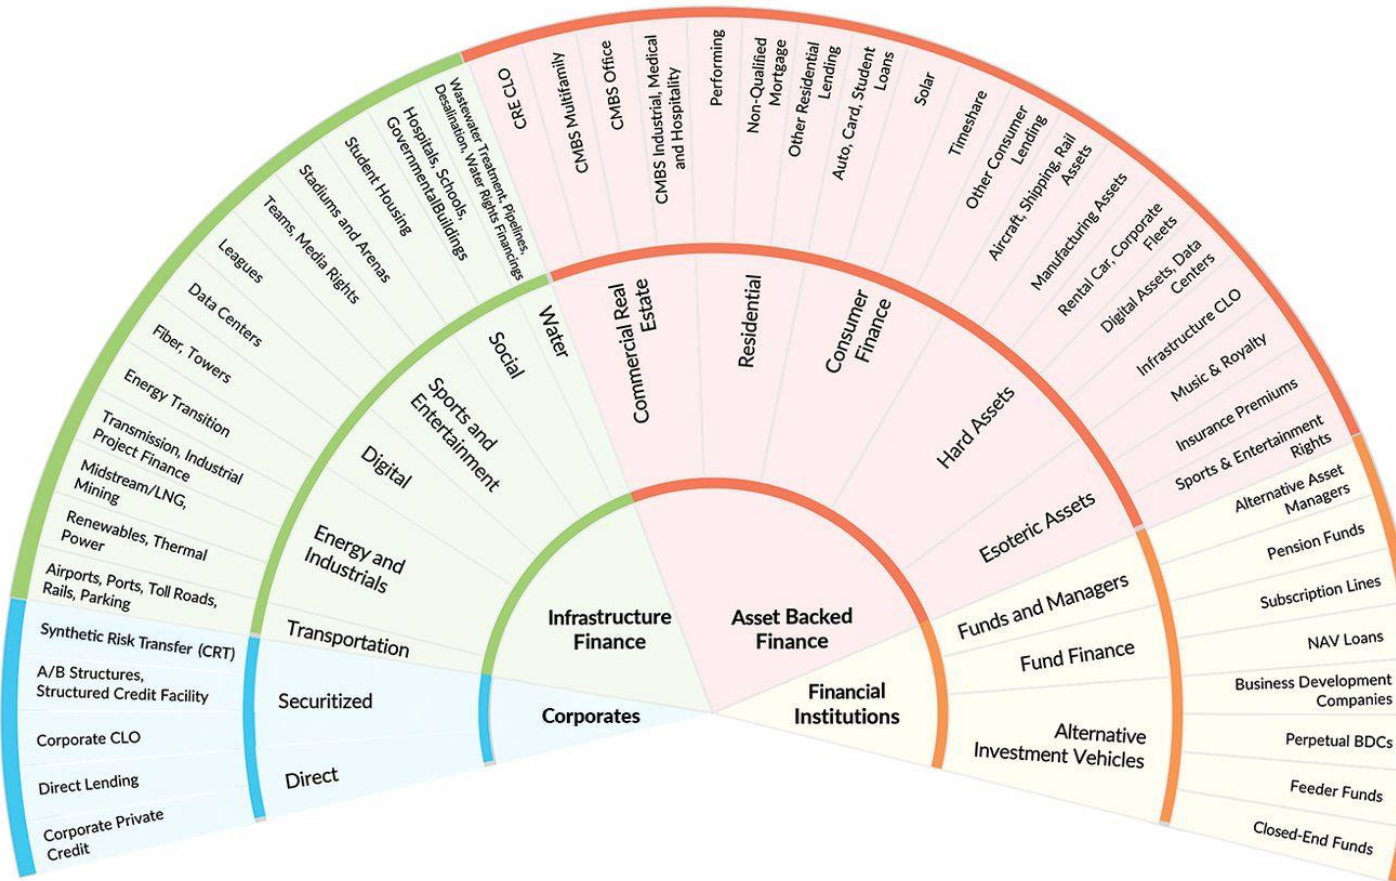 Infrastructure
Finance
Asset Backed
Finance
Corporates
Financial
Institutions
Direct
Securitized
Transportation
Energy and
Industrials
Digital
Sports and
Entertainment
Social
Water
Commercial Real
Estate
Residential
Consumer
Finance
Hard Assets
Esoteric Assets
Funds and Managers
Fund Finance
Alternative
Investment Vehicles
Corporate Private
Credit
Direct Lending
Corporate CLO
A/B Structures,
Structured Credit Facility
Synthetic Risk Transfer (CRT)
Airports, Ports, Toll Roads,
Rails, Parking
Renewables, Thermal
Power
Midstream/LNG,
Mining
Transmission, Industrial
Project Finance
Energy Transition
Fiber, Towers
Data Centers
Leagues
Teams, Media Rights
Stadiums and Arenas
Student Housing
Hospitals, Schools,
GovernmentalBuildings
Wastewater Treatment, Pipelines,
Desalination, Water Rights Financings
CRE CLO
CMBS Multifamily
CMBS Office
CMBS Industrial, Medical
and Hospitality
Performing
Non-Qualified
Mortgage
Other Residential
Lending
Auto, Card, Student
Loans
Solar
Timeshare
Other Consumer
Lending
Aircraft, Shipping, Rail
Assets
Manufacturing Assets
Rental Car, Corporate
Fleets
Digital Assets, Data
Centers
Infrastructure CLO
Music & Royalty
Insurance Premiums
Sports & Entertainment
Rights
Alternative Asset
Managers
Pension Funds
Subscription Lines
NAV Loans
Business Development
Companies
Perpetual BDCs
Feeder Funds
Closed-End Funds